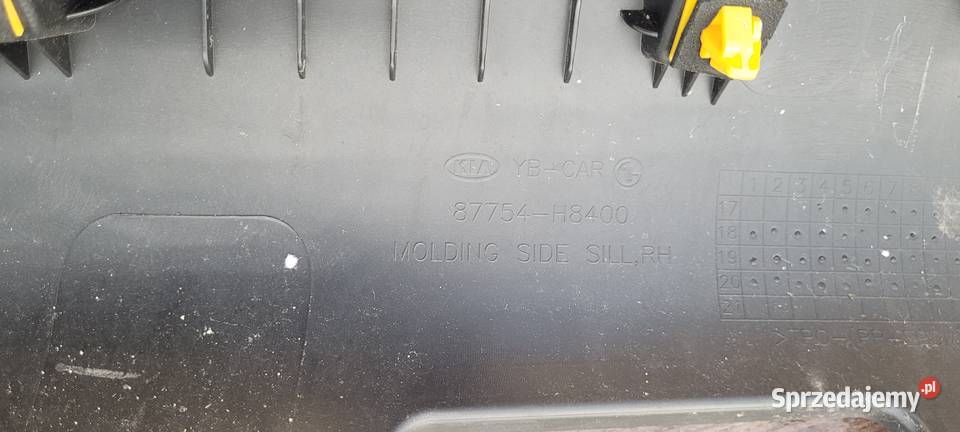 KIA YB-CAR G
87754-H8400
MOLDING SIDE SILL,RH
1 2 3 4 5 6 7 8
17
18
19
20
21
Sprzedajemy.pl